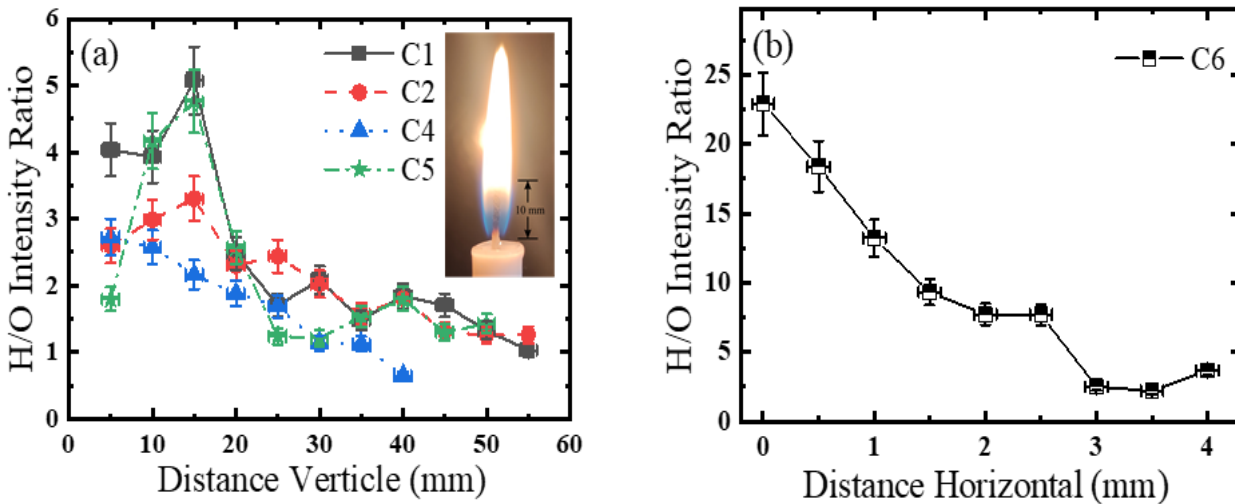 (a)
C1
C2
C4
C5
10 mm
H/O Intensity Ratio
6
5
4
3
2
1
0
0 10 20 30 40 50 60
Distance Verticle (mm)
(b)
C6
H/O Intensity Ratio
25
20
15
10
5
0
0 1 2 3 4
Distance Horizontal (mm)